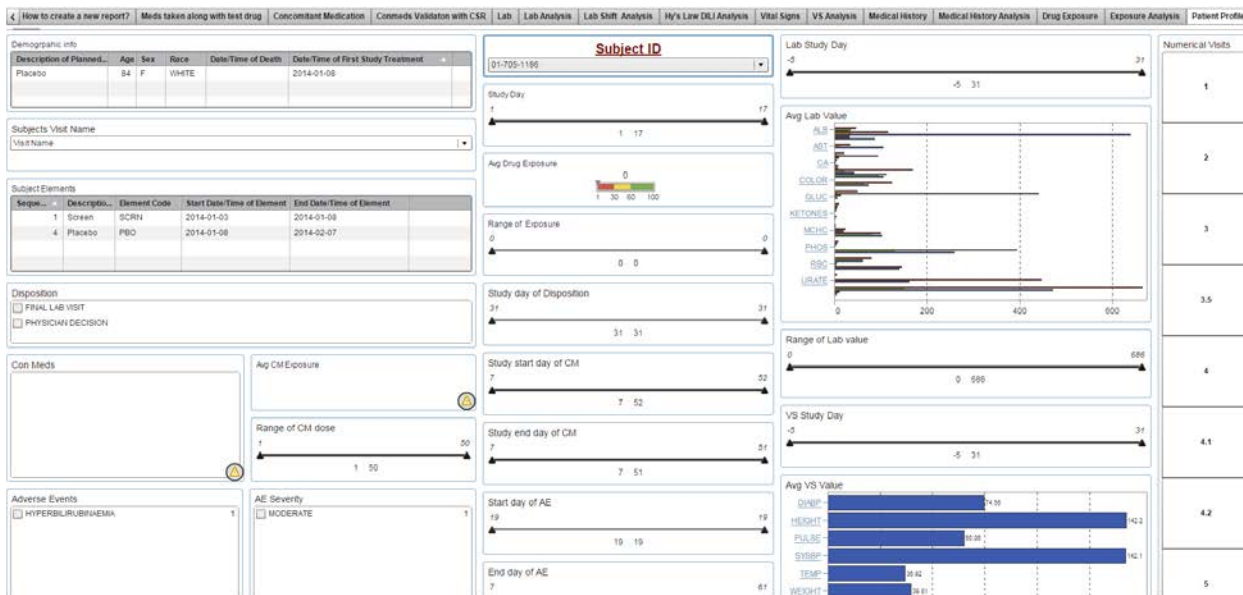 How to create a new report? Meds taken along with test drug Concomitant Medication Conmeds Validaton with CSR Lab Lab Analysis Lab Shift Analysis Hy's Law DILI Analysis Vital Signs VS Analysis Medical History Medical History Analysis Drug Exposure Exposure Analysis Patient Profile
Demogrpahic info
Description of Planned... Age Sex Race Date/Time of Death Date/Time of First Study Treatment
Placebo 84 F WHITE 2014-01-08
Subjects Visit Name
Visit Name
Subject Elements
Seque... Descriptio... Element Code Start Date/Time of Element End Date/Time of Element
1 Screen SCRN 2014-01-03 2014-01-08
4 Placebo PBO 2014-01-08 2014-02-07
Disposition
FINAL LAB VISIT
PHYSICIAN DECISION
Con Meds
Avg CM Exposure
Range of CM dose
1 50
1 50
Adverse Events
HYPERBILIRUBINAEMIA 1
AE Severity
MODERATE 1
Subject ID
01-705-1186
Study Day
1 17
1 17
Avg Drug Exposure
0
1 30 60 100
Range of Exposure
0 0
0 0
Study day of Disposition
31 31
31 31
Study start day of CM
7 52
7 52
Study end day of CM
7 51
7 51
Start day of AE
19 19
19 19
End day of AE
7 61
Lab Study Day
-5 31
-5 31
Avg Lab Value
ALB
ABT
CA
COLOR
GLUC
KETONES
MCHC
PHOS
RBC
URATE
0 200 400 600
Range of Lab value
0 686
0 686
VS Study Day
-5 31
-5 31
Avg VS Value
DIABP
HEIGHT 142.2
PULSE
SYSBP 142.1
TEMP
WEIGHT
Numerical Visits
1
2
3
3.5
4
4.1
4.2
5